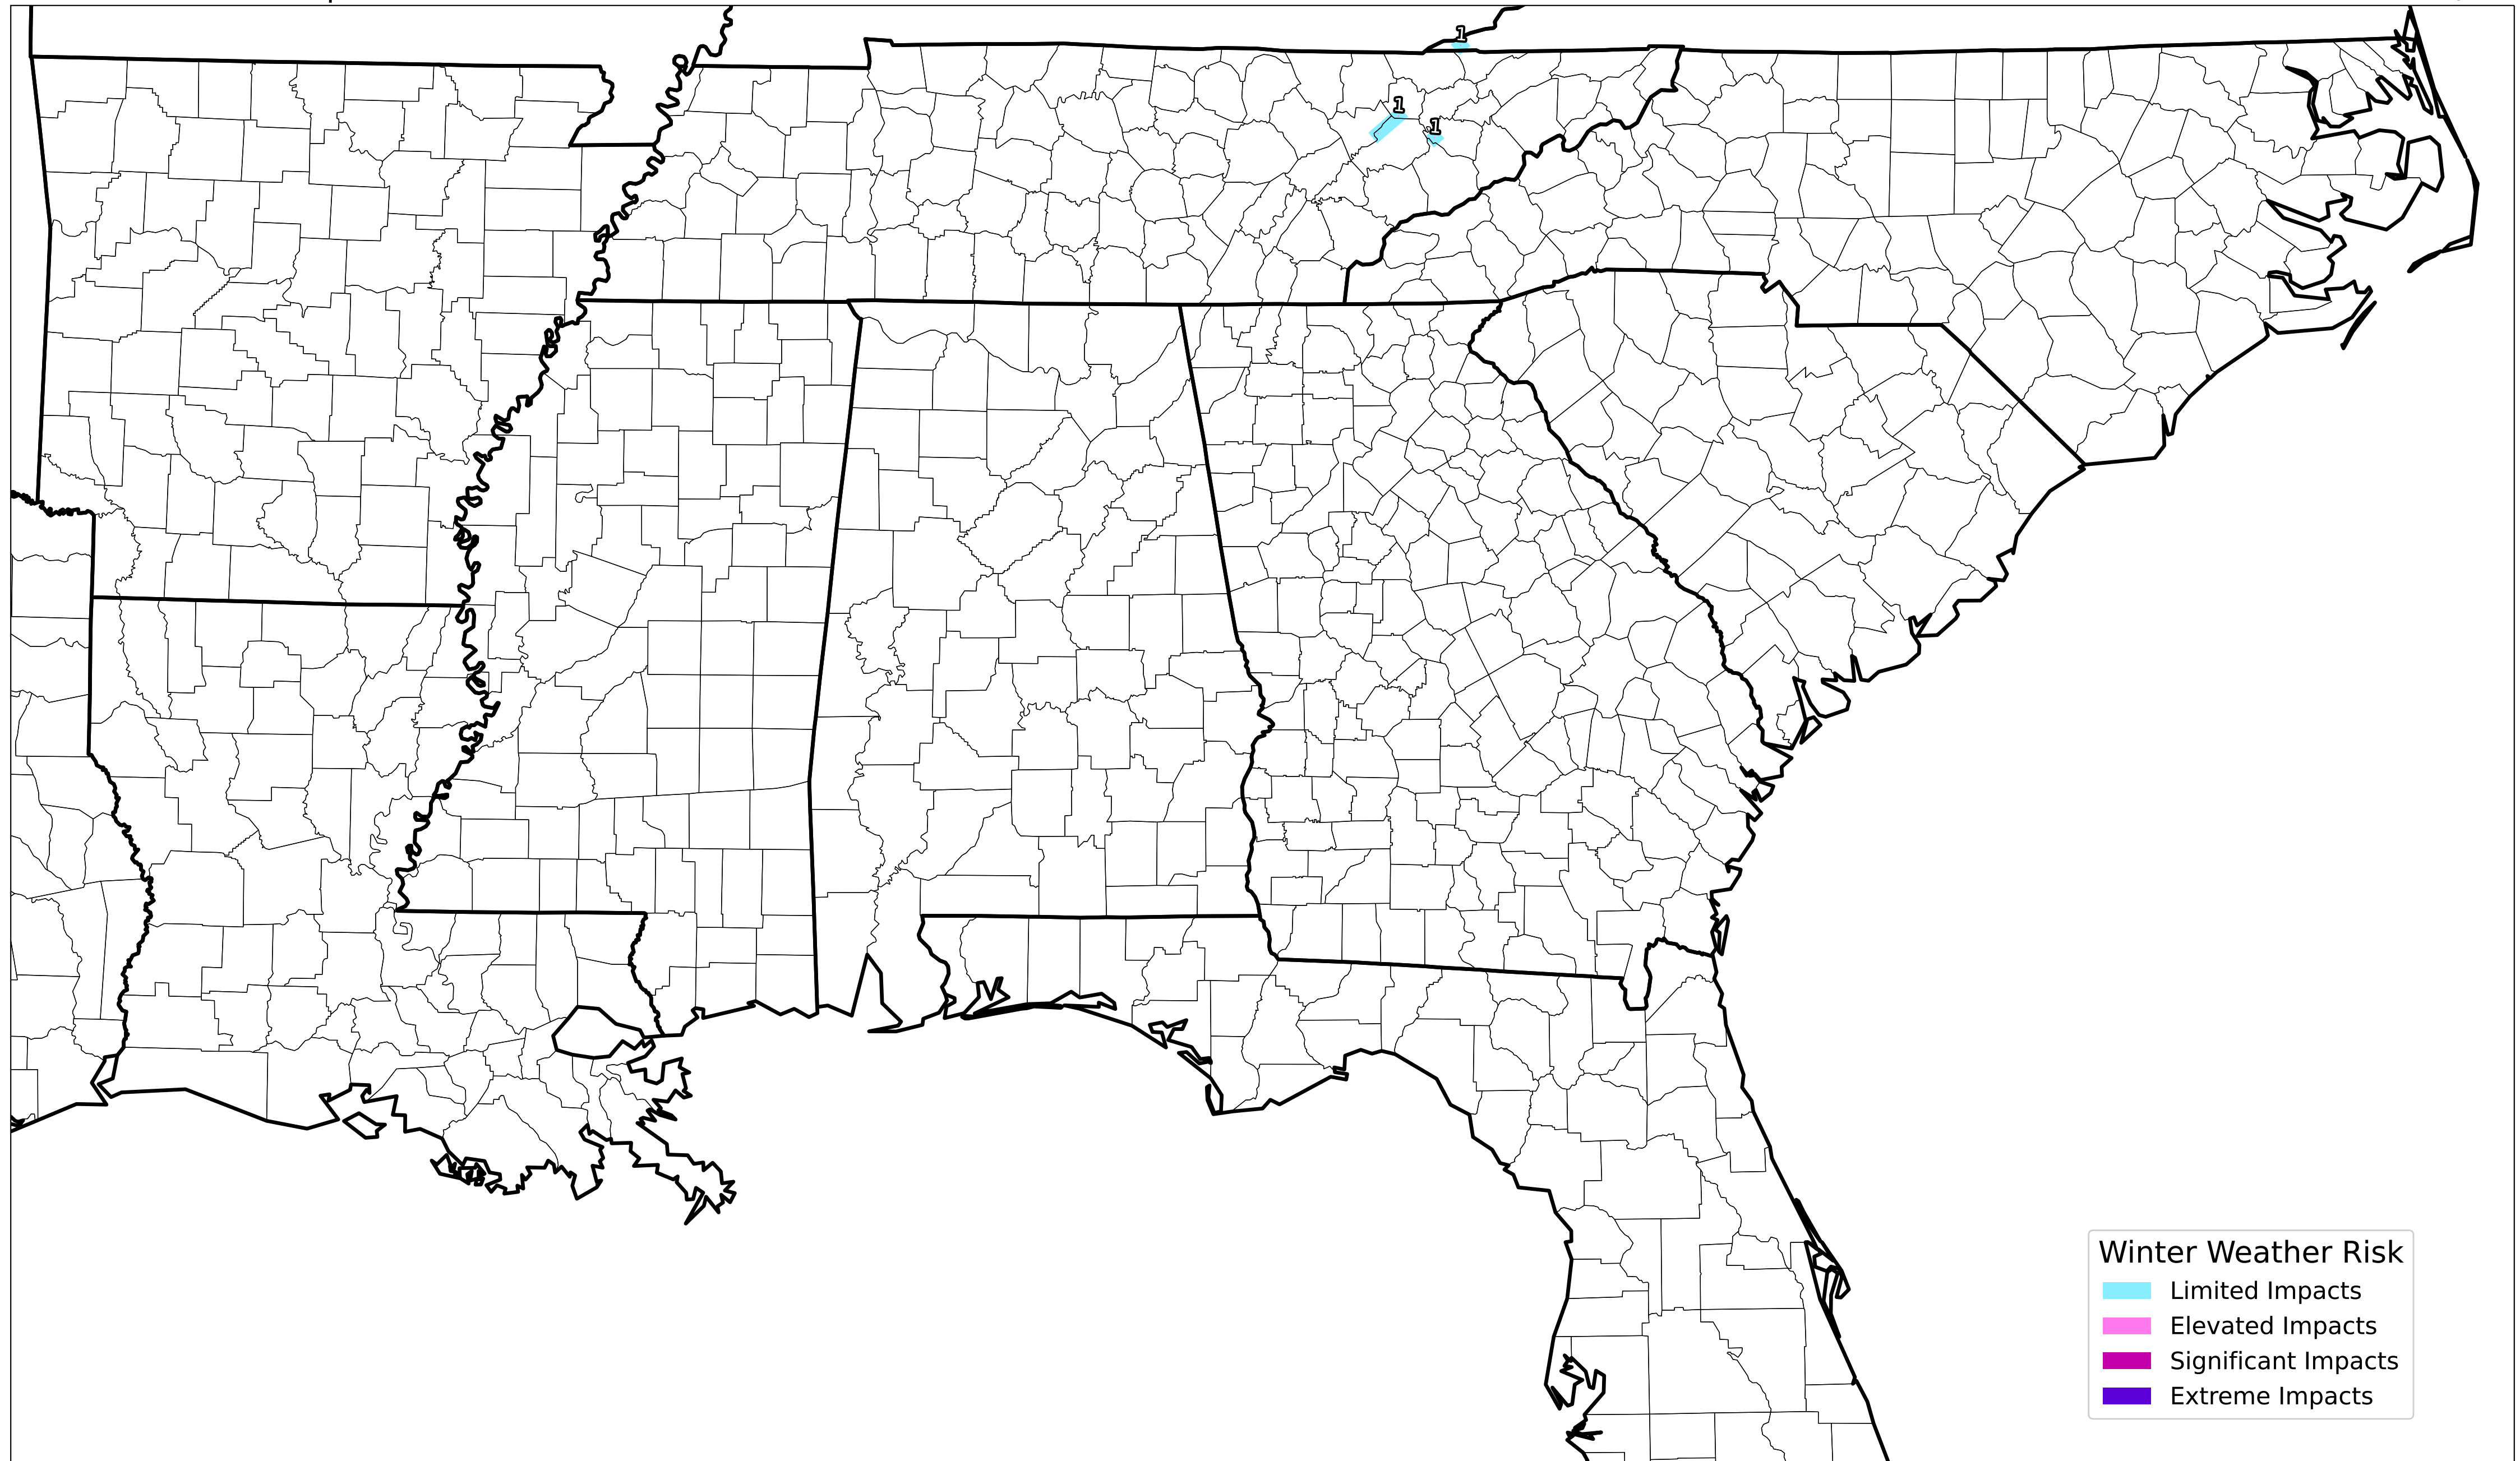 1
1
1
Winter Weather Risk
Limited Impacts
Elevated Impacts
Significant Impacts
Extreme Impacts